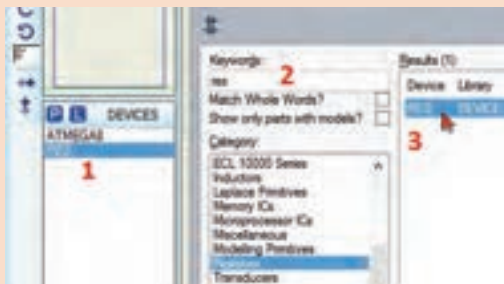 P L DEVICES
ATMEGA8
1
Keywords:
res
2
Match Whole Words?
Show only parts with models?
Category:
ECL 10000 Series
Inductors
Laplace Primitives
Memory ICs
Microprocessor ICs
Miscellaneous
Modelling Primitives
Resistors
Transducers
Results (1):
Device Library
RES DEVICE
3